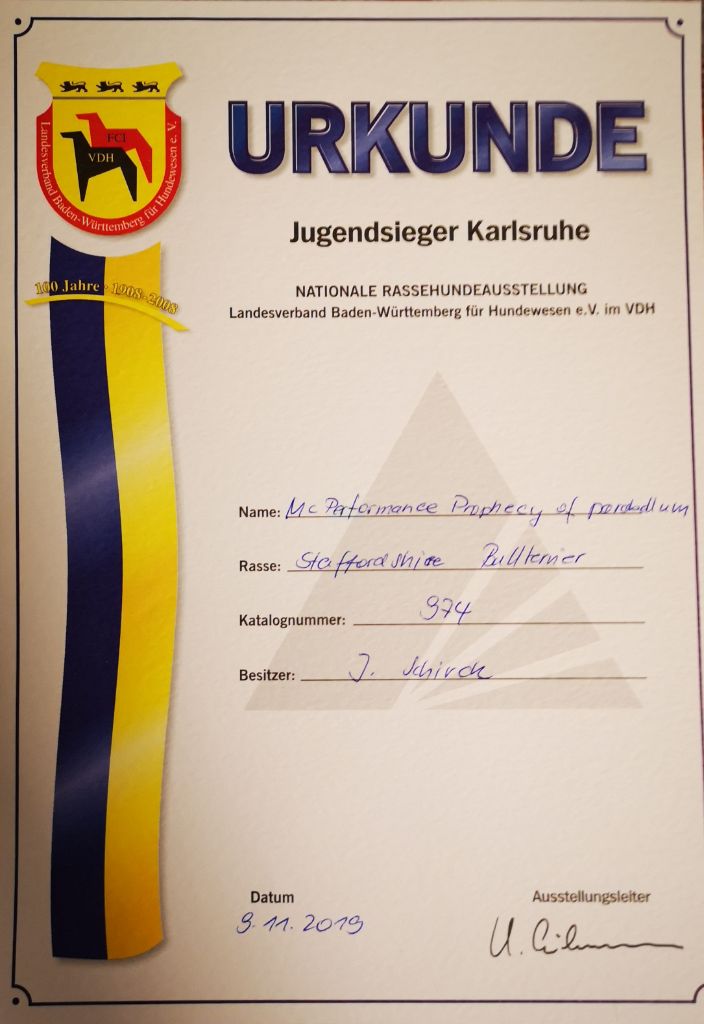 FCI
VDH
Landesverband Baden-Württemberg für Hundewesen e. V.
100 Jahre · 1908-2008
URKUNDE
Jugendsieger Karlsruhe
NATIONALE RASSEHUNDEAUSSTELLUNG
Landesverband Baden-Württemberg für Hundewesen e.V. im VDH
Name: Mc Performance Prophecy of
Rasse: Staffordshire Bullterrier
Katalognummer: 974
Besitzer: J. Schirck
Datum
9.11.2019
Ausstellungsleiter